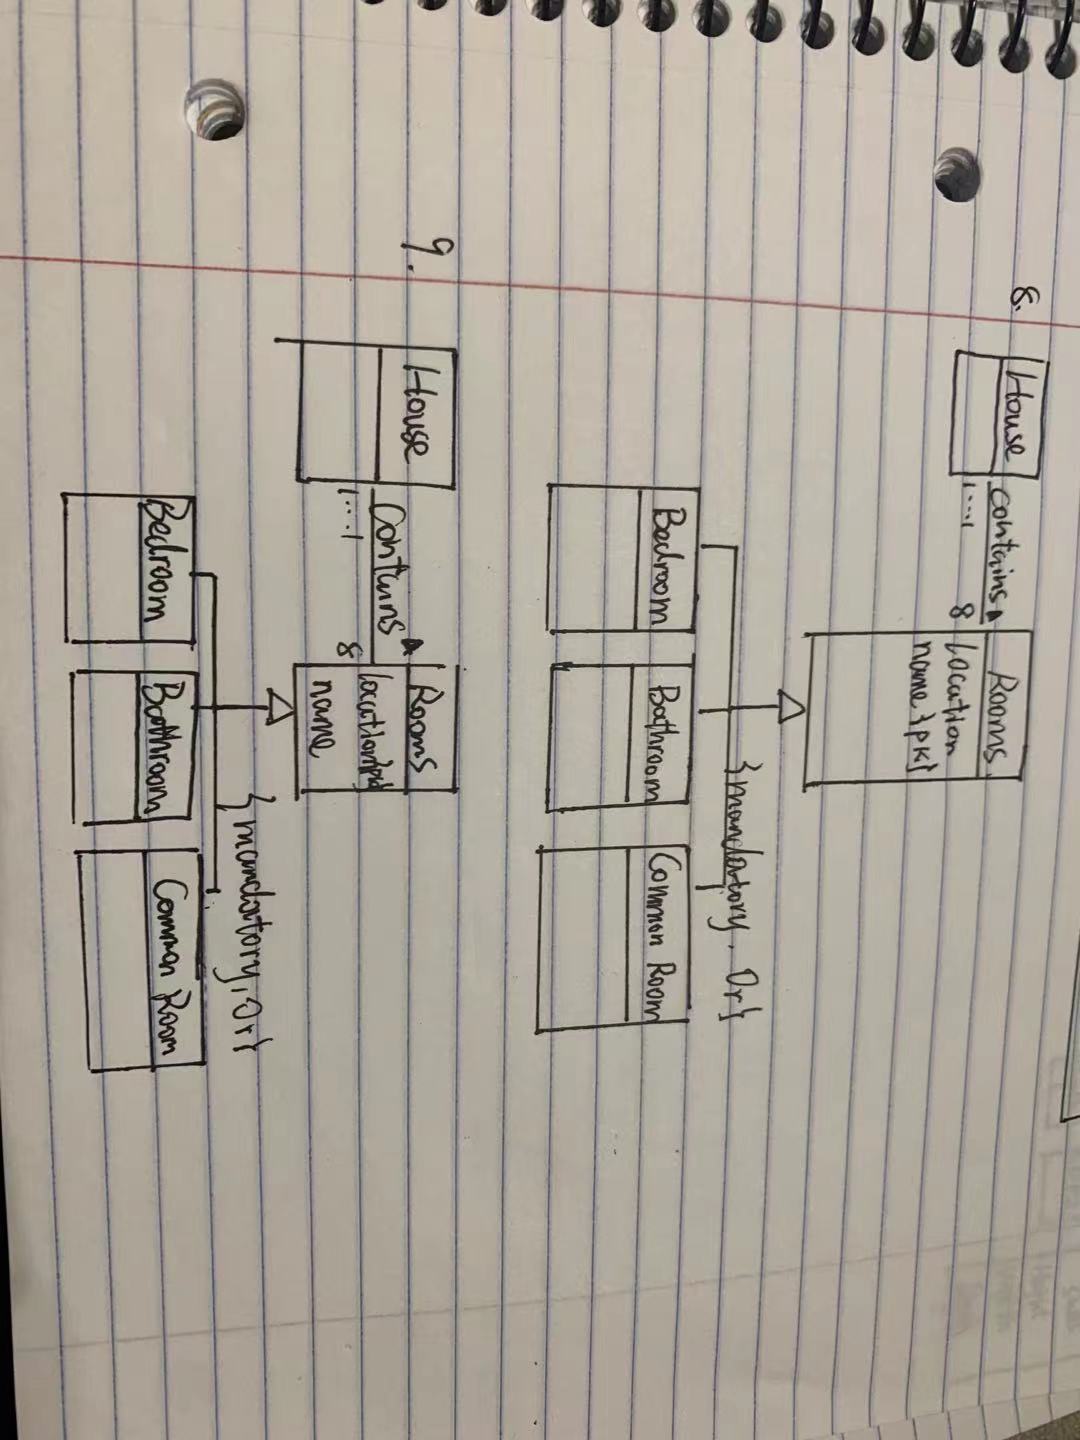 8.
House
contains
Rooms
1...1
8
location
name {pk}
{mandatory. Or}
Bedroom
Bathroom
Common Room
9.
House
Contains
Rooms
1...1
8
location{pk}
name
{mandatory, Or}
Bedroom
Bathroom
Common Room